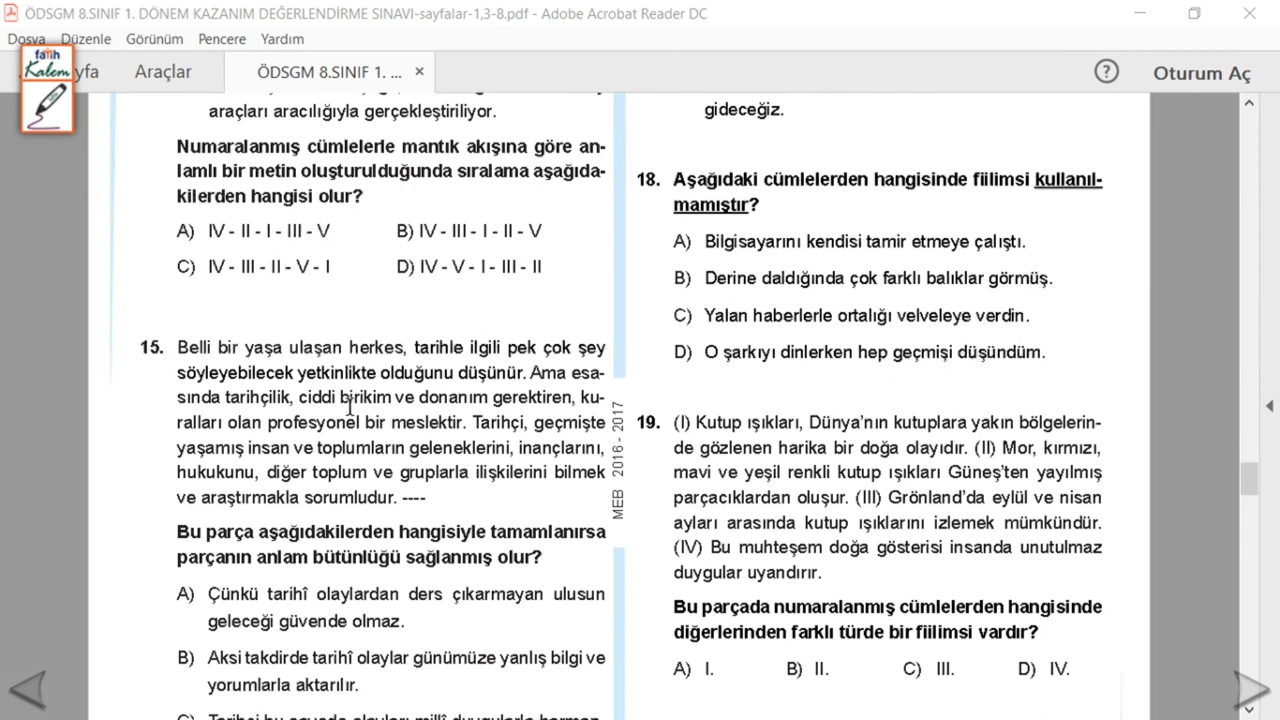 ÖDSGM 8.SINIF 1. DÖNEM KAZANIM DEĞERLENDİRME SINAVI-sayfalar-1,3-8.pdf - Adobe Acrobat Reader DC
Dosya Düzenle Görünüm Pencere Yardım
fatih
Kalem
yfa Araçlar ÖDSGM 8.SINIF 1. ... × ? Oturum Aç
araçları aracılığıyla gerçekleştiriliyor.
Numaralanmış cümlelerle mantık akışına göre an-
lamlı bir metin oluşturulduğunda sıralama aşağıda-
kilerden hangisi olur?
A) IV - II - I - III - V B) IV - III - I - II - V
C) IV - III - II - V - I D) IV - V - I - III - II
15. Belli bir yaşa ulaşan herkes, tarihle ilgili pek çok şey
söyleyebilecek yetkinlikte olduğunu düşünür. Ama esa-
sında tarihçilik, ciddi birikim ve donanım gerektiren, ku-
ralları olan profesyonel bir meslektir. Tarihçi, geçmişte
yaşamış insan ve toplumların geleneklerini, inançlarını,
hukukunu, diğer toplum ve gruplarla ilişkilerini bilmek
ve araştırmakla sorumludur. ----
Bu parça aşağıdakilerden hangisiyle tamamlanırsa
parçanın anlam bütünlüğü sağlanmış olur?
A) Çünkü tarihî olaylardan ders çıkarmayan ulusun
geleceği güvende olmaz.
B) Aksi takdirde tarihî olaylar günümüze yanlış bilgi ve
yorumlarla aktarılır.
MEB 2016 - 2017
gideceğiz.
18. Aşağıdaki cümlelerden hangisinde fiilimsi kullanıl-
mamıştır?
A) Bilgisayarını kendisi tamir etmeye çalıştı.
B) Derine daldığında çok farklı balıklar görmüş.
C) Yalan haberlerle ortalığı velveleye verdin.
D) O şarkıyı dinlerken hep geçmişi düşündüm.
19. (I) Kutup ışıkları, Dünya’nın kutuplara yakın bölgelerin-
de gözlenen harika bir doğa olayıdır. (II) Mor, kırmızı,
mavi ve yeşil renkli kutup ışıkları Güneş’ten yayılmış
parçacıklardan oluşur. (III) Grönland’da eylül ve nisan
ayları arasında kutup ışıklarını izlemek mümkündür.
(IV) Bu muhteşem doğa gösterisi insanda unutulmaz
duygular uyandırır.
Bu parçada numaralanmış cümlelerden hangisinde
diğerlerinden farklı türde bir fiilimsi vardır?
A) I. B) II. C) III. D) IV.